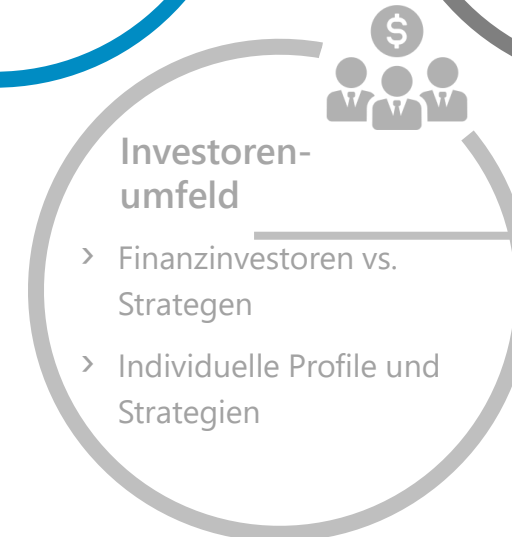 $
Investoren-
umfeld
› Finanzinvestoren vs.
Strategen
› Individuelle Profile und
Strategien